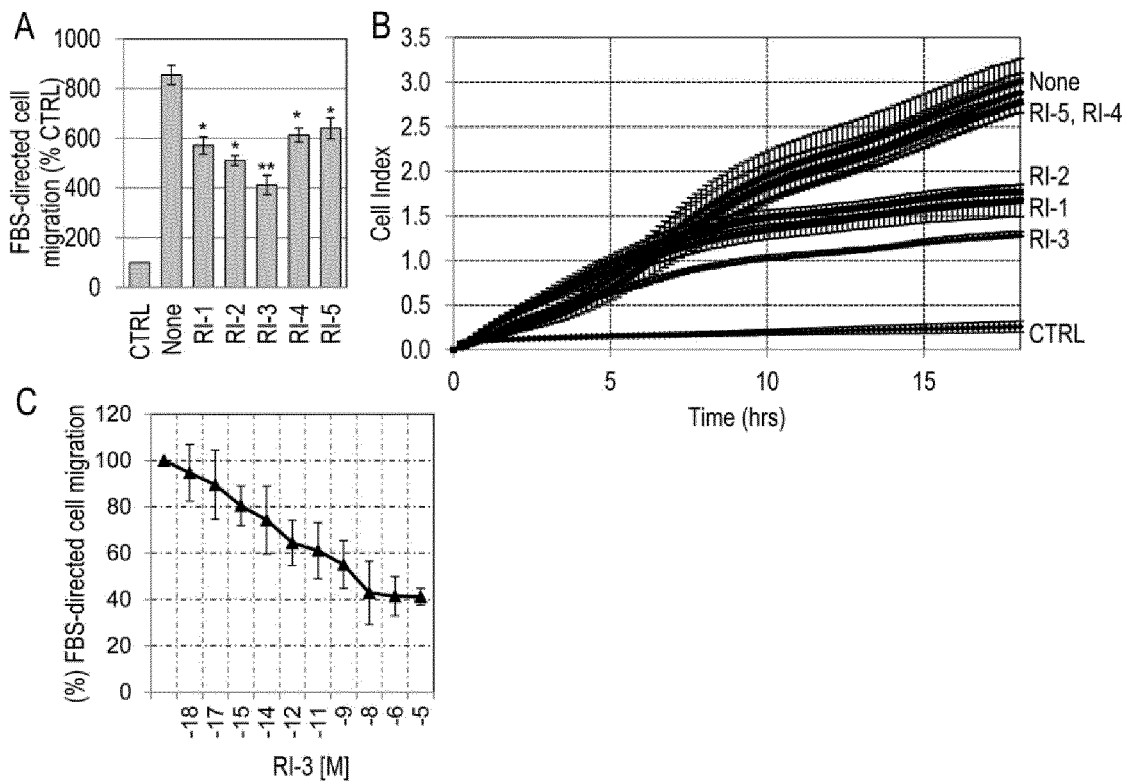 A
FBS-directed cell
migration (% CTRL)
1000
800
600
400
200
0
*
*
**
*
*
CTRL
None
RI-1
RI-2
RI-3
RI-4
RI-5
B
Cell Index
3.5
3.0
2.5
2.0
1.5
1.0
0.5
0.0
0
5
10
15
Time (hrs)
None
RI-5, RI-4
RI-2
RI-1
RI-3
CTRL
C
(%) FBS-directed cell migration
120
100
80
60
40
20
0
-18
-17
-15
-14
-12
-11
-9
-8
-6
-5
RI-3 [M]